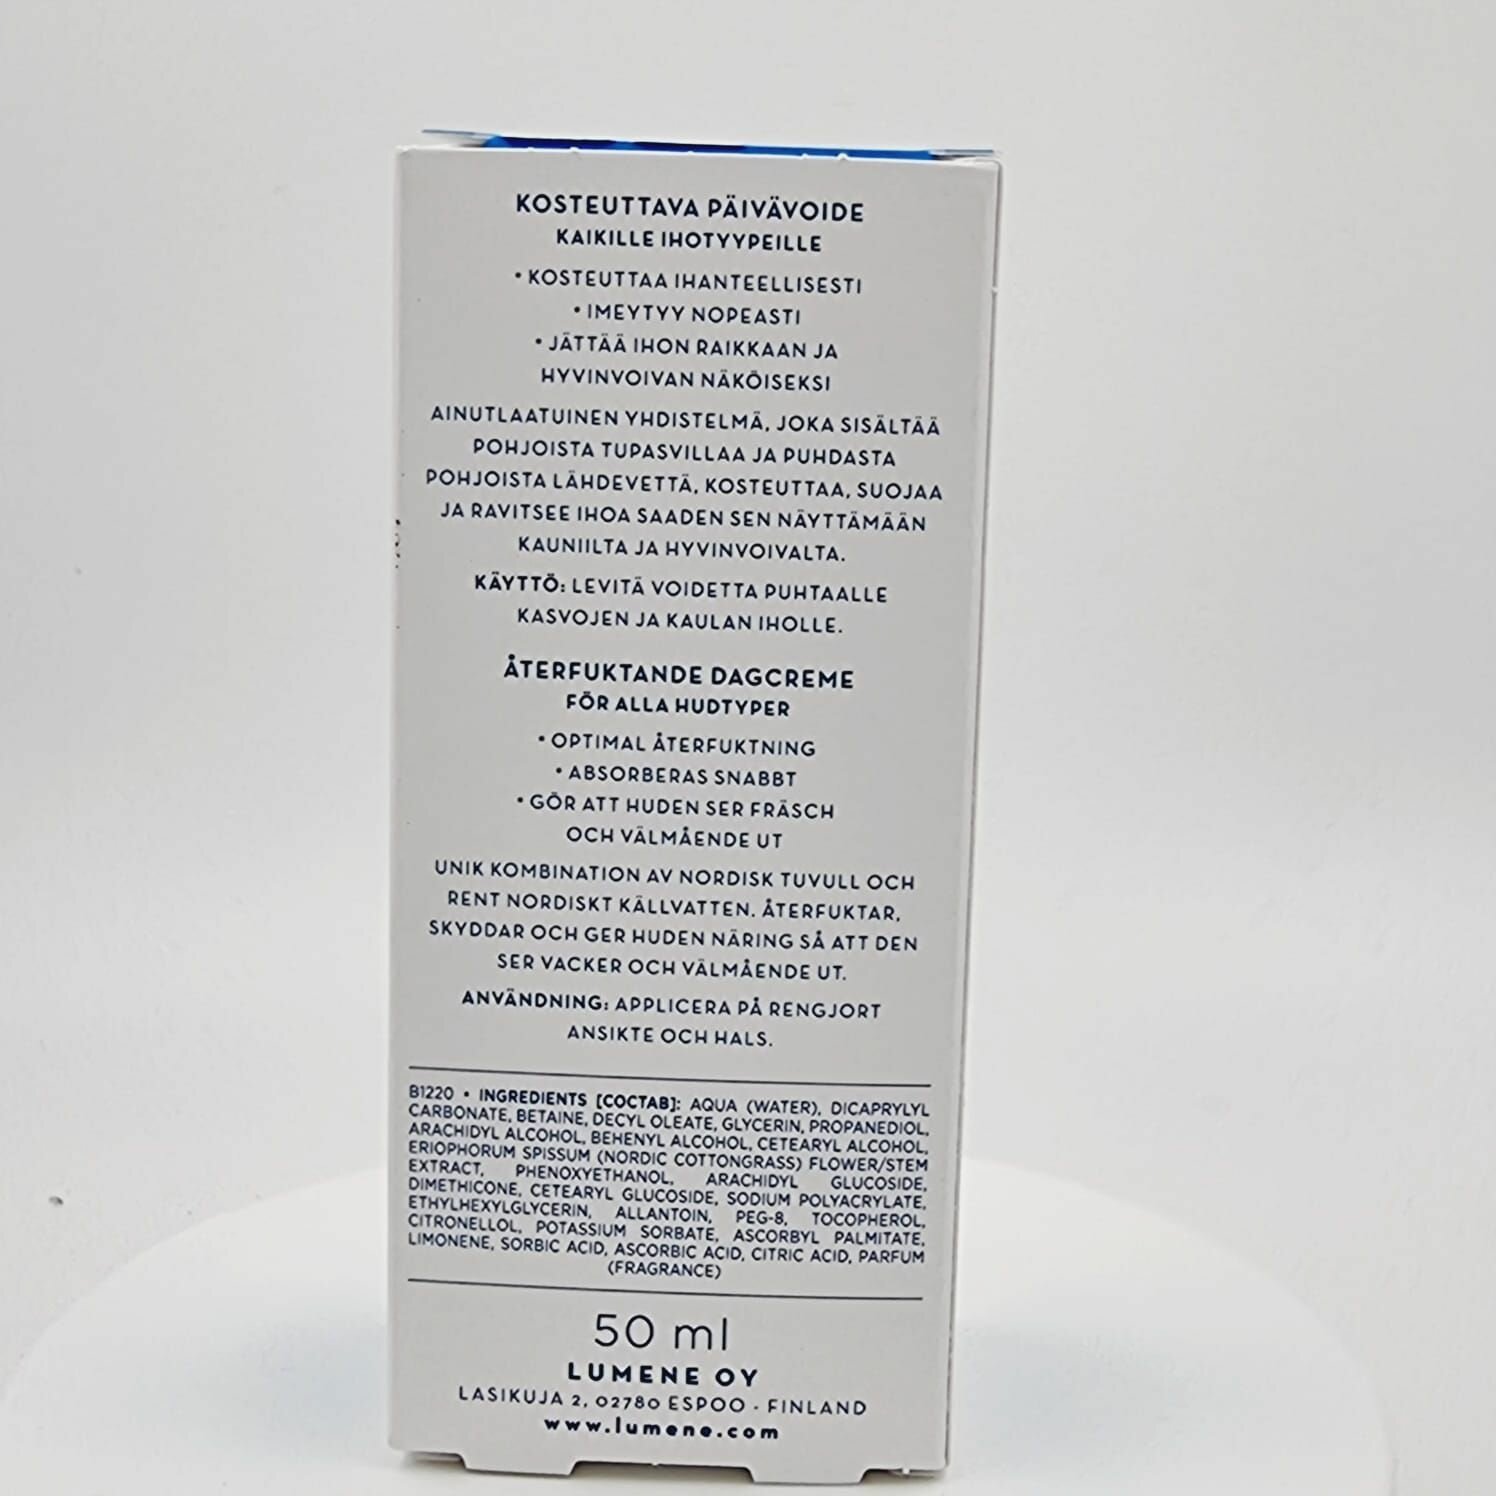 KOSTEUTTAVA PÄIVÄVOIDE
KAIKILLE IHOTYYPEILLE
• KOSTEUTTAA IHANTEELLISESTI
• IMEYTYY NOPEASTI
• JÄTTÄÄ IHON RAIKKAAN JA
HYVINVOIVAN NÄKÖISEKSI
AINUTLAATUINEN YHDISTELMÄ, JOKA SISÄLTÄÄ
POHJOISTA TUPASVILLAA JA PUHDASTA
POHJOISTA LÄHDEVETTÄ, KOSTEUTTAA, SUOJAA
JA RAVITSEE IHOA SAADEN SEN NÄYTTÄMÄÄN
KAUNIILTA JA HYVINVOIVALTA.
KÄYTTÖ: LEVITÄ VOIDETTA PUHTAALLE
KASVOJEN JA KAULAN IHOLLE.
ÅTERFUKTANDE DAGCREME
FÖR ALLA HUDTYPER
• OPTIMAL ÅTERFUKTNING
• ABSORBERAS SNABBT
• GÖR ATT HUDEN SER FRÄSCH
OCH VÄLMÅENDE UT
UNIK KOMBINATION AV NORDISK TUVULL OCH
RENT NORDISKT KÄLLVATTEN. ÅTERFUKTAR,
SKYDDAR OCH GER HUDEN NÄRING SÅ ATT DEN
SER VACKER OCH VÄLMÅENDE UT.
ANVÄNDNING: APPLICERA PÅ RENGJORT
ANSIKTE OCH HALS.
B1220 • INGREDIENTS [СОСТАВ]: AQUA (WATER), DICAPRYLYL
CARBONATE, BETAINE, DECYL OLEATE, GLYCERIN, PROPANEDIOL,
ARACHIDYL ALCOHOL, BEHENYL ALCOHOL, CETEARYL ALCOHOL,
ERIOPHORUM SPISSUM (NORDIC COTTONGRASS) FLOWER/STEM
EXTRACT, PHENOXYETHANOL, ARACHIDYL GLUCOSIDE,
DIMETHICONE, CETEARYL GLUCOSIDE, SODIUM POLYACRYLATE,
ETHYLHEXYLGLYCERIN, ALLANTOIN, PEG-8, TOCOPHEROL,
CITRONELLOL, POTASSIUM SORBATE, ASCORBYL PALMITATE,
LIMONENE, SORBIC ACID, ASCORBIC ACID, CITRIC ACID, PARFUM
(FRAGRANCE)
50 ml
LUMENE OY
LASIKUJA 2, 02780 ESPOO · FINLAND
www.lumene.com